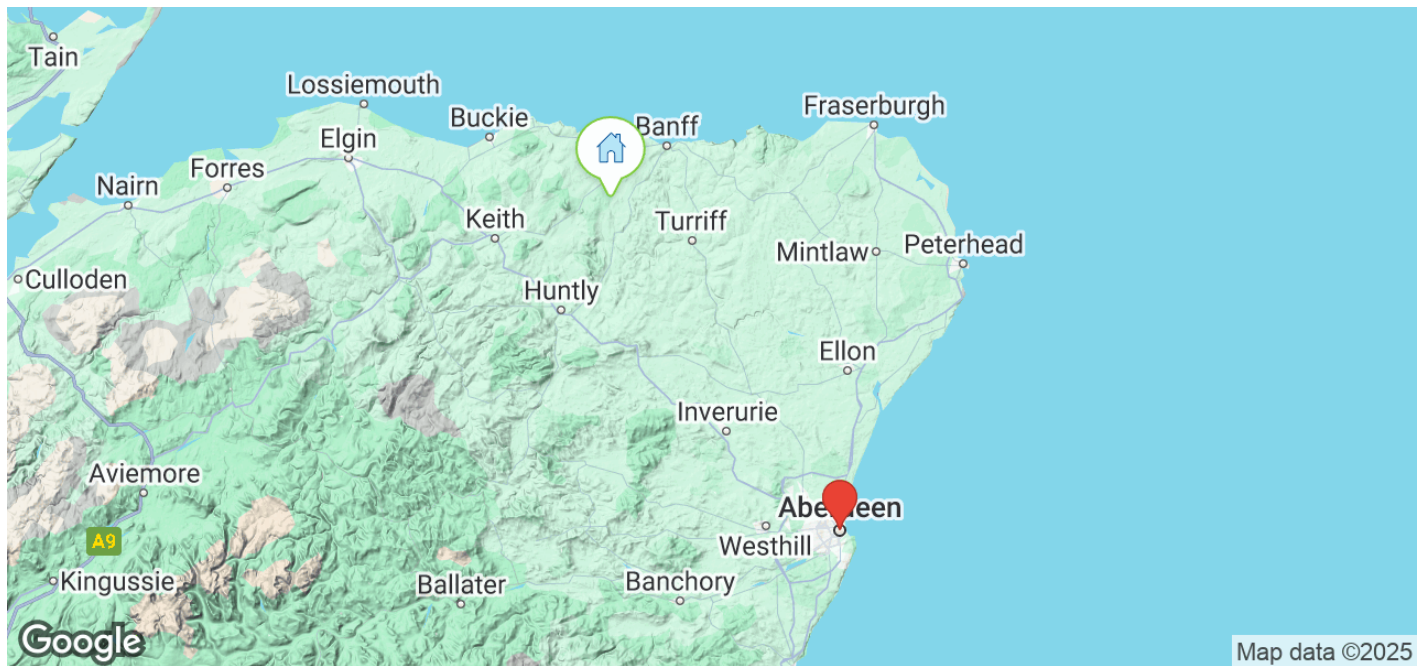 Tain
Lossiemouth
Buckie
Banff
Fraserburgh
Elgin
Forres
Nairn
Keith
Turriff
Mintlaw
Peterhead
Culloden
Huntly
Ellon
Inverurie
Aviemore
Aberdeen
A9
Westhill
Kingussie
Ballater
Banchory
Google
Map data ©2025